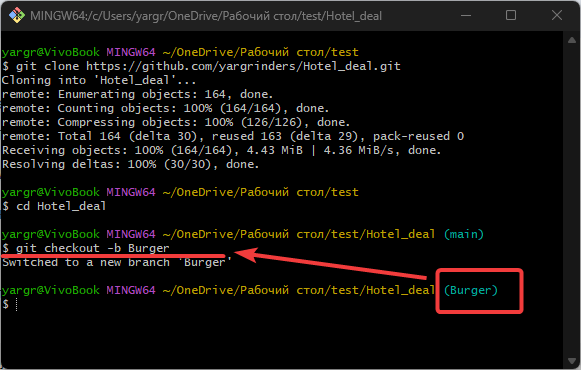 MINGW64:/c/Users/yargr/OneDrive/Рабочий стол/test/Hotel_deal
yargr@VivoBook MINGW64 ~/OneDrive/Рабочий стол/test
$ git clone https://github.com/yargrinders/Hotel_deal.git
Cloning into 'Hotel_deal'...
remote: Enumerating objects: 164, done.
remote: Counting objects: 100% (164/164), done.
remote: Compressing objects: 100% (126/126), done.
remote: Total 164 (delta 30), reused 163 (delta 29), pack-reused 0
Receiving objects: 100% (164/164), 4.43 MiB | 4.36 MiB/s, done.
Resolving deltas: 100% (30/30), done.
yargr@VivoBook MINGW64 ~/OneDrive/Рабочий стол/test
$ cd Hotel_deal
yargr@VivoBook MINGW64 ~/OneDrive/Рабочий стол/test/Hotel_deal (main)
$ git checkout -b Burger
Switched to a new branch 'Burger'
yargr@VivoBook MINGW64 ~/OneDrive/Рабочий стол/test/Hotel_deal (Burger)
$